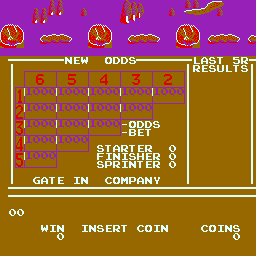 NEW ODDS LAST 5R
RESULTS
6 5 4 3 2
1 1000 1000 1000 1000 1000
2 1000 1000 1000 1000
3 1000 1000 1000 -ODDS
-BET
4 1000 1000
STARTER 0
5 1000 FINISHER 0
SPRINTER 0
GATE IN COMPANY
00
WIN INSERT COIN COINS
0 0